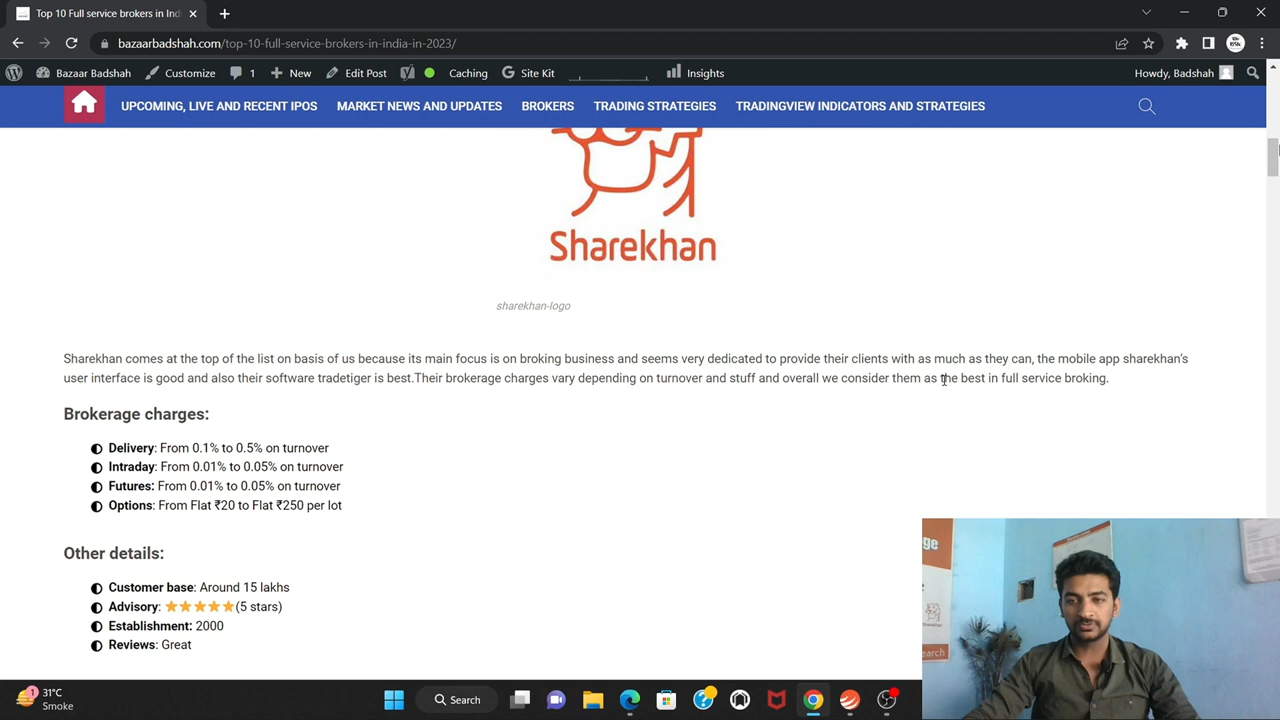 Top 10 Full service brokers in Ind
bazaarbadshah.com/top-10-full-service-brokers-in-india-in-2023/
Bazaar Badshah Customize 1 New Edit Post Caching Site Kit Insights Howdy, Badshah
UPCOMING, LIVE AND RECENT IPOS MARKET NEWS AND UPDATES BROKERS TRADING STRATEGIES TRADINGVIEW INDICATORS AND STRATEGIES
Sharekhan
sharekhan-logo
Sharekhan comes at the top of the list on basis of us because its main focus is on broking business and seems very dedicated to provide their clients with as much as they can, the mobile app sharekhan's
user interface is good and also their software tradetiger is best.Their brokerage charges vary depending on turnover and stuff and overall we consider them as the best in full service broking.
Brokerage charges:
Delivery: From 0.1% to 0.5% on turnover
Intraday: From 0.01% to 0.05% on turnover
Futures: From 0.01% to 0.05% on turnover
Options: From Flat ₹20 to Flat ₹250 per lot
Other details:
Customer base: Around 15 lakhs
Advisory: ⭐⭐⭐⭐⭐(5 stars)
Establishment: 2000
Reviews: Great
ge
earch
1
31°C
Smoke
Search